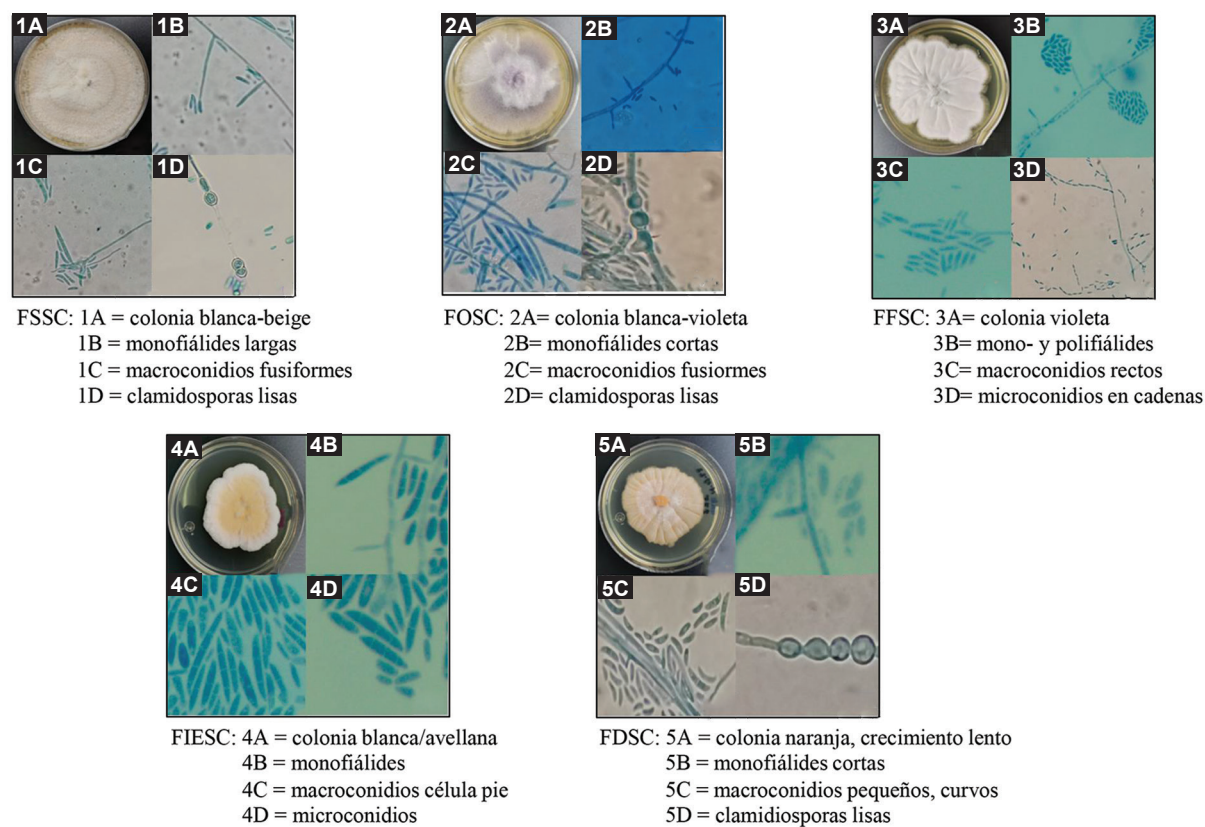 1A
1B
1C
1D
FSSC: 1A = colonia blanca-beige
1B = monofiálides largas
1C = macroconidios fusiformes
1D = clamidosporas lisas
2A
2B
2C
2D
FOSC: 2A= colonia blanca-violeta
2B= monofiálides cortas
2C= macroconidios fusiormes
2D= clamidosporas lisas
3A
3B
3C
3D
FFSC: 3A= colonia violeta
3B= mono- y polifiálides
3C= macroconidios rectos
3D= microconidios en cadenas
4A
4B
4C
4D
FIESC: 4A = colonia blanca/avellana
4B = monofiálides
4C = macroconidios célula pie
4D = microconidios
5A
5B
5C
5D
FDSC: 5A = colonia naranja, crecimiento lento
5B = monofiálides cortas
5C = macroconidios pequeños, curvos
5D = clamidiosporas lisas